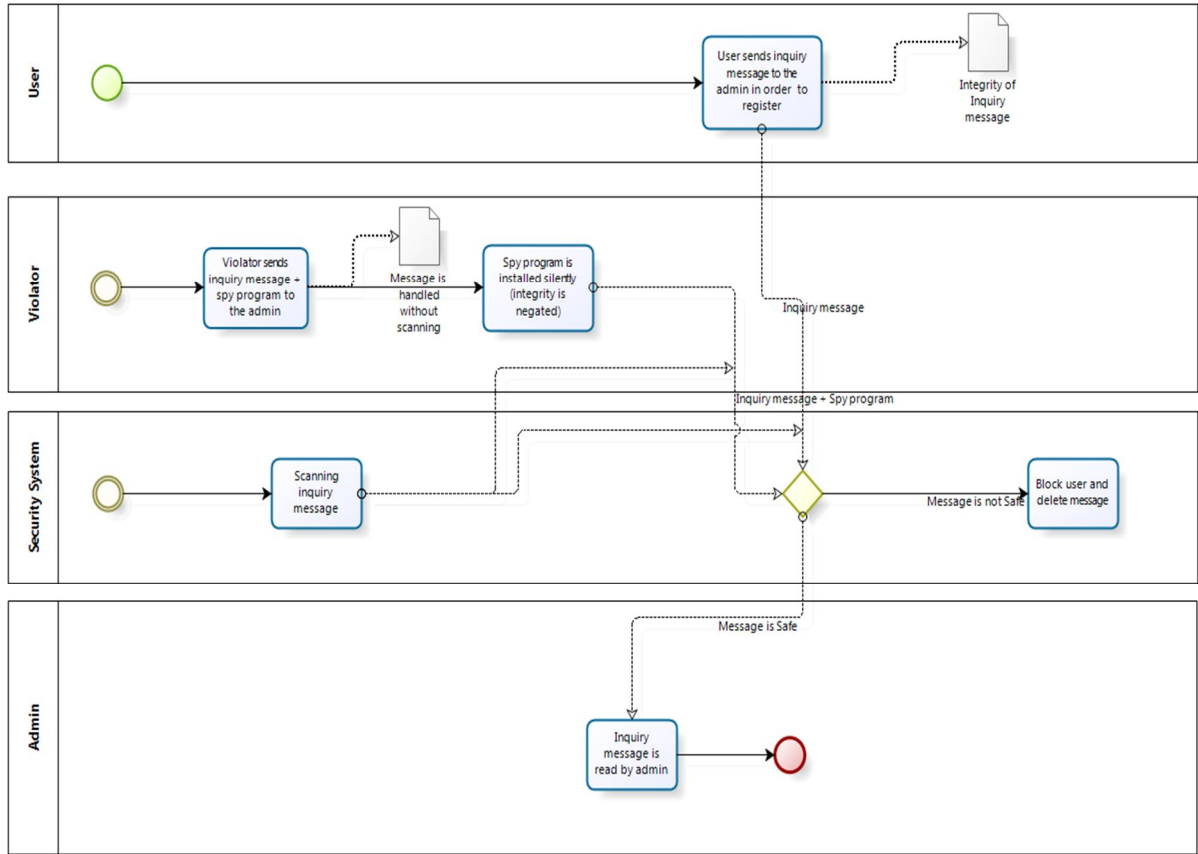 User
User sends inquiry
message to the
admin in order  to
register
Integrity of
Inquiry
message
Violator
Violator sends
inquiry message +
spy program to
the admin
Message is
handled
without
scanning
Spy program is
installed silently
(integrity is
negated)
Inquiry message
Inquiry message + Spy program
Security System
Scanning
inquiry
message
Message is not Safe
Block user and
delete message
Admin
Message is Safe
Inquiry
message is
read by admin